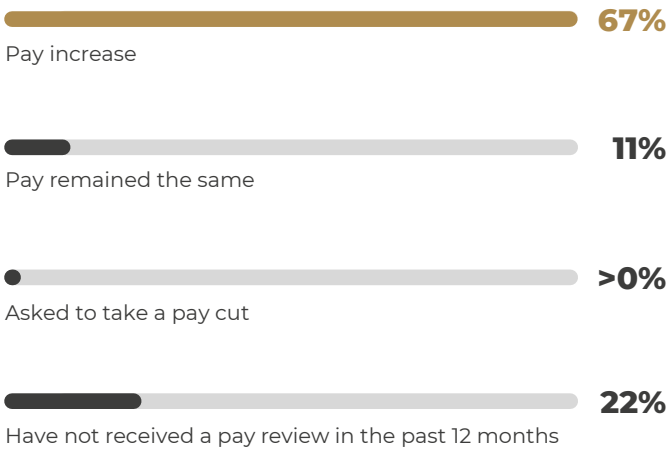 67%
Pay increase
11%
Pay remained the same
>0%
Asked to take a pay cut
22%
Have not received a pay review in the past 12 months